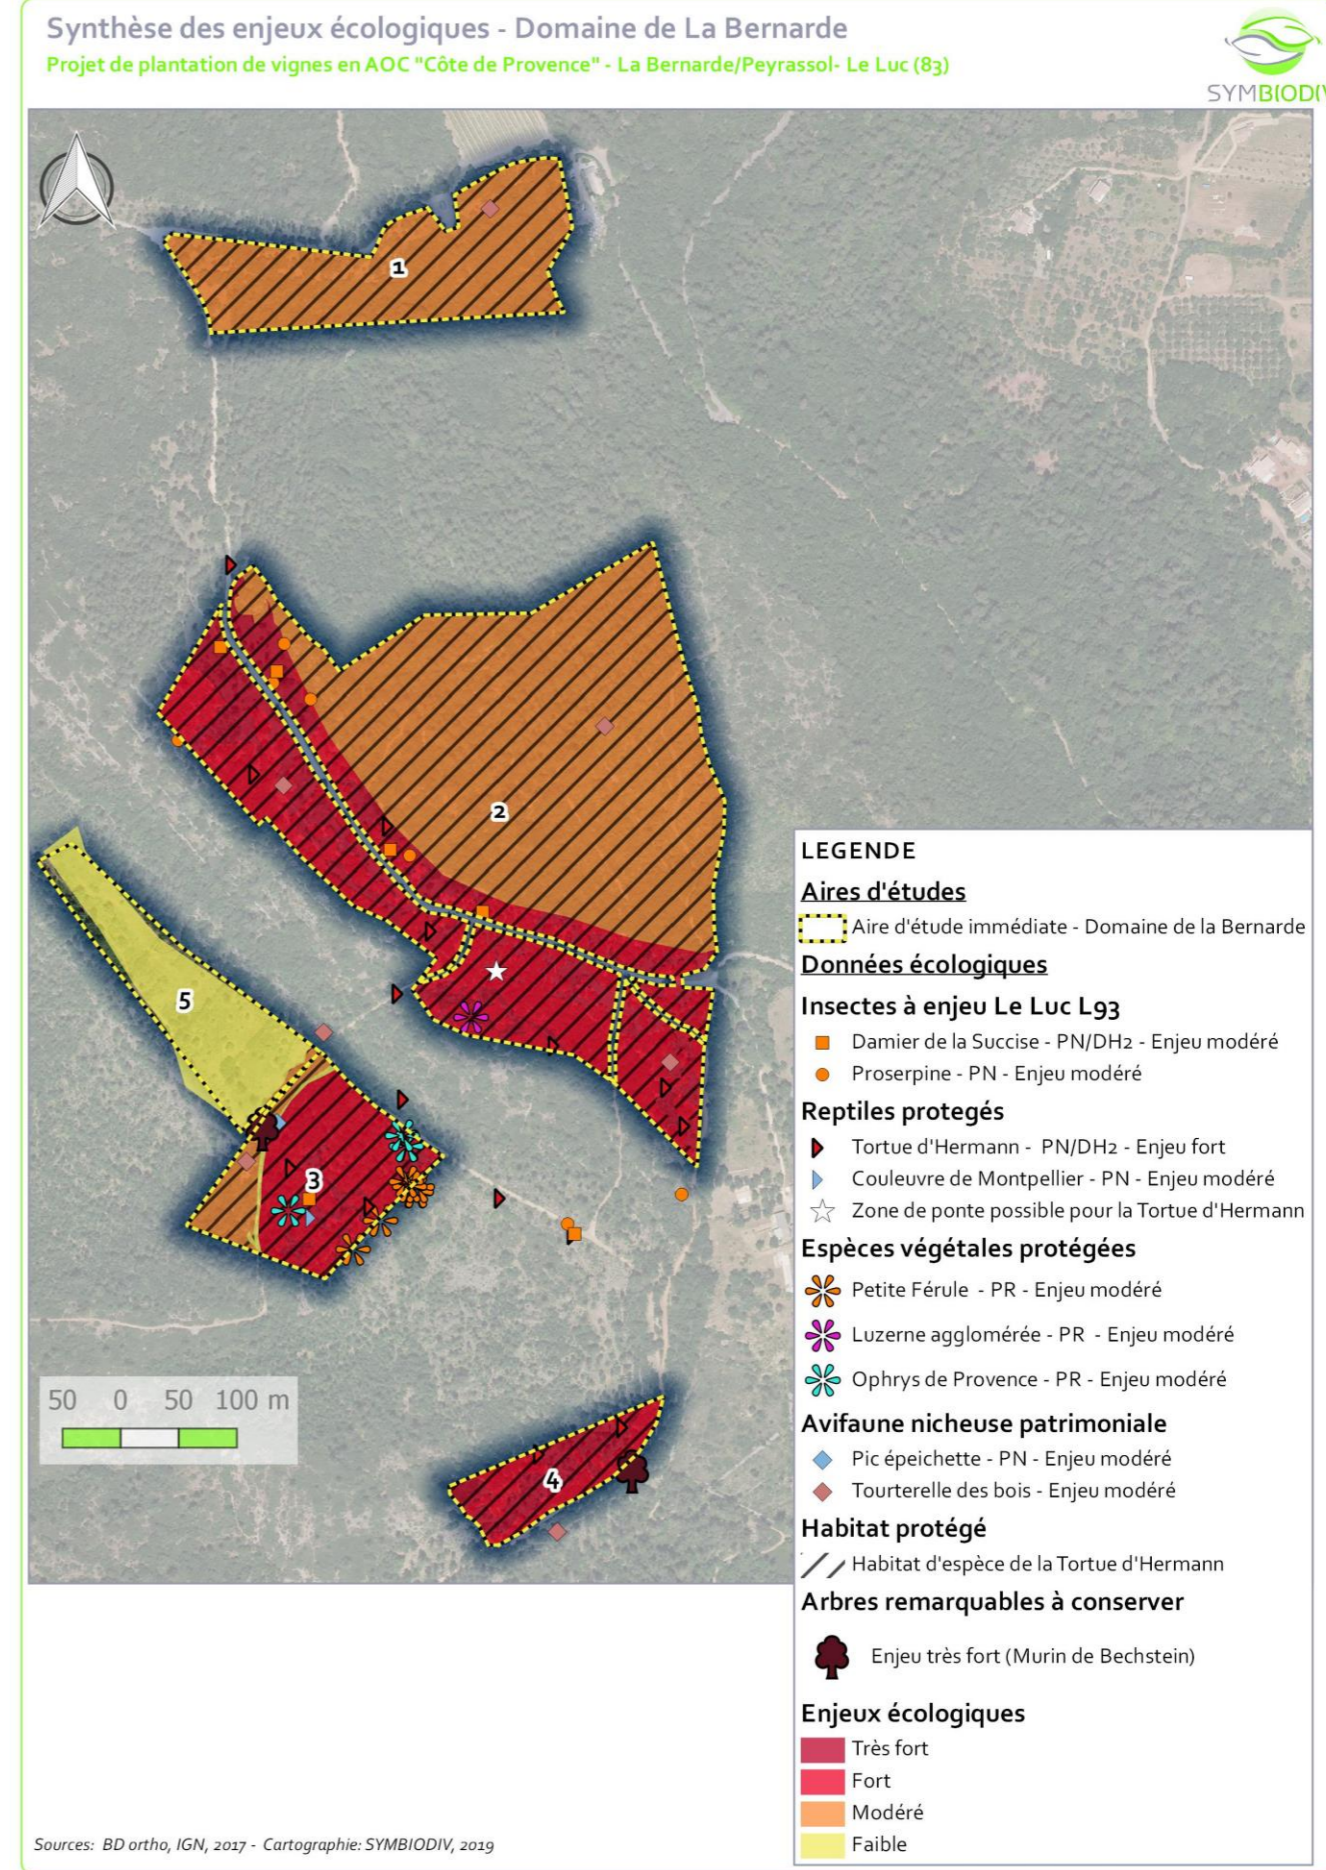 Synthèse des enjeux écologiques - Domaine de La Bernarde
Projet de plantation de vignes en AOC "Côte de Provence" - La Bernarde/Peyrassol- Le Luc (83)
SYMBIODIV
1
2
5
3
4
50 0 50 100 m
LEGENDE
Aires d'études
Aire d'étude immédiate - Domaine de la Bernarde
Données écologiques
Insectes à enjeu Le Luc L93
Damier de la Succise - PN/DH2 - Enjeu modéré
Proserpine - PN - Enjeu modéré
Reptiles protegés
Tortue d'Hermann - PN/DH2 - Enjeu fort
Couleuvre de Montpellier - PN - Enjeu modéré
Zone de ponte possible pour la Tortue d'Hermann
Espèces végétales protégées
Petite Férule - PR - Enjeu modéré
Luzerne agglomérée - PR - Enjeu modéré
Ophrys de Provence - PR - Enjeu modéré
Avifaune nicheuse patrimoniale
Pic épeichette - PN - Enjeu modéré
Tourterelle des bois - Enjeu modéré
Habitat protégé
Habitat d'espèce de la Tortue d'Hermann
Arbres remarquables à conserver
Enjeu très fort (Murin de Bechstein)
Enjeux écologiques
Très fort
Fort
Modéré
Faible
Sources: BD ortho, IGN, 2017 - Cartographie: SYMBIODIV, 2019